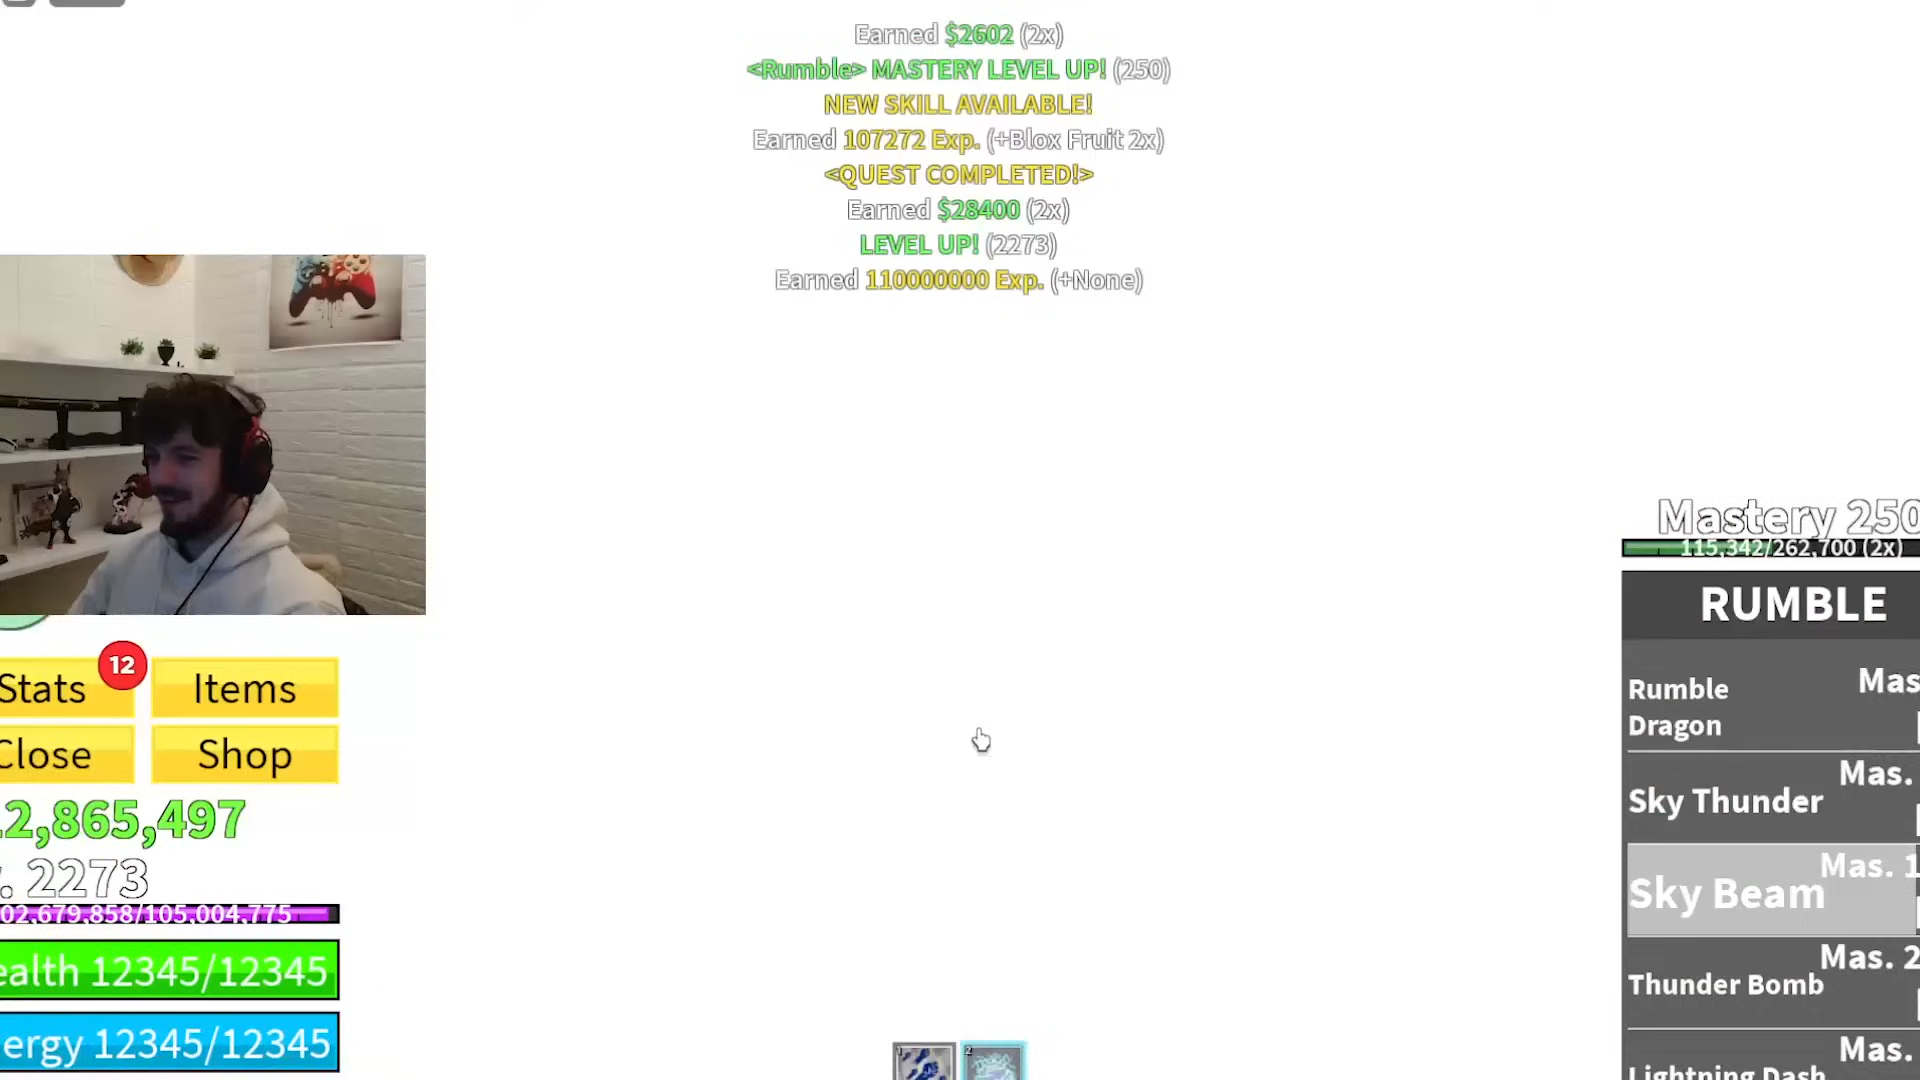 Earned $2602 (2x)
<Rumble> MASTERY LEVEL UP! (250)
NEW SKILL AVAILABLE!
Earned 107272 Exp. (+Blox Fruit 2x)
<QUEST COMPLETED!>
Earned $28400 (2x)
LEVEL UP! (2273)
Earned 110000000 Exp. (+None)
Stats
12
Items
Close
Shop
2,865,497
. 2273
02,679,858/105,004,775
ealth 12345/12345
ergy 12345/12345
Mastery 250
115,342/262,700 (2x)
RUMBLE
Rumble Dragon
Mas.
Sky Thunder
Mas.
Sky Beam
Mas. 1
Thunder Bomb
Mas. 2
Lightning Dash
Mas.
1
2